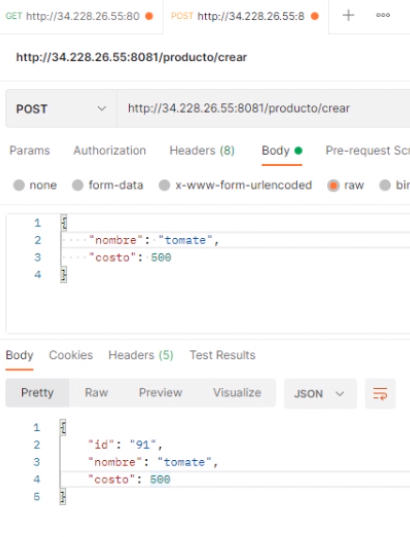 GET http://34.228.26.55:80 POST http://34.228.26.55:8 + ooo
http://34.228.26.55:8081/producto/crear
POST http://34.228.26.55:8081/producto/crear
Params Authorization Headers (8) Body Pre-request Scr
none form-data x-www-form-urlencoded raw bin
1 {
2 "nombre": "tomate",
3 "costo": 500
4 }
Body Cookies Headers (5) Test Results
Pretty Raw Preview Visualize JSON
1 {
2 "id": "91",
3 "nombre": "tomate",
4 "costo": 500
5 }